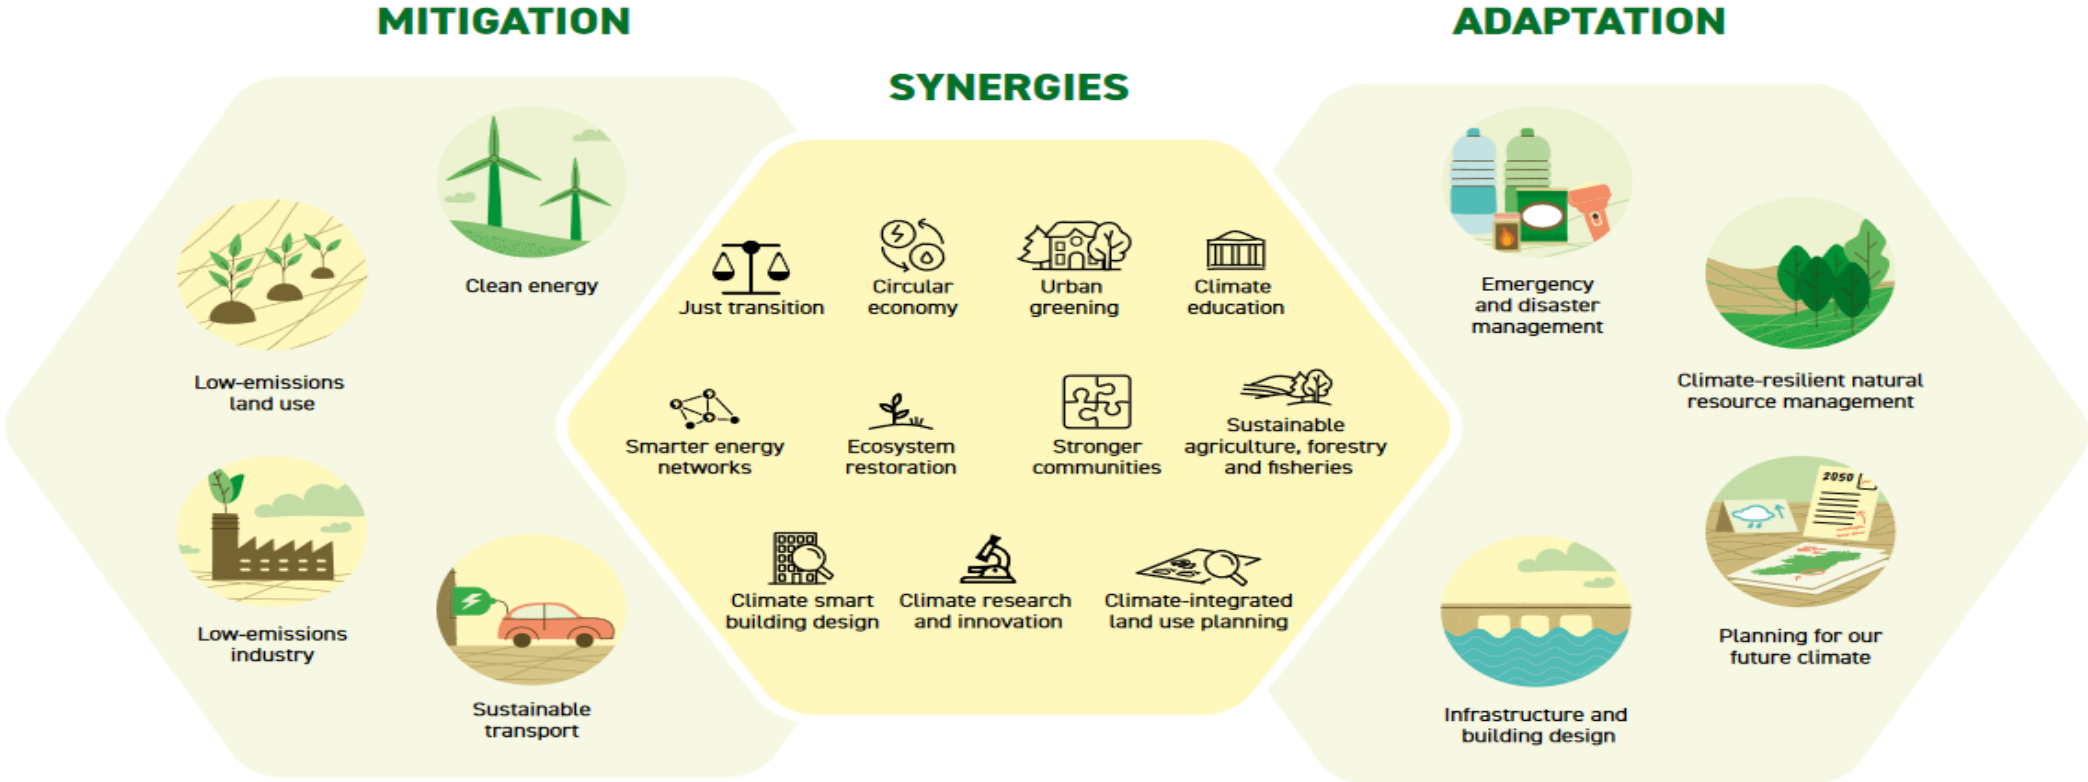 MITIGATION
ADAPTATION
SYNERGIES
Clean energy
Low-emissions
land use
Low-emissions
industry
Sustainable
transport
Just transition
Circular
economy
Urban
greening
Climate
education
Smarter energy
networks
Ecosystem
restoration
Stronger
communities
Sustainable
agriculture, forestry
and fisheries
Climate smart
building design
Climate research
and innovation
Climate-integrated
land use planning
Emergency
and disaster
management
Climate-resilient natural
resource management
2050
Planning for our
future climate
Infrastructure and
building design